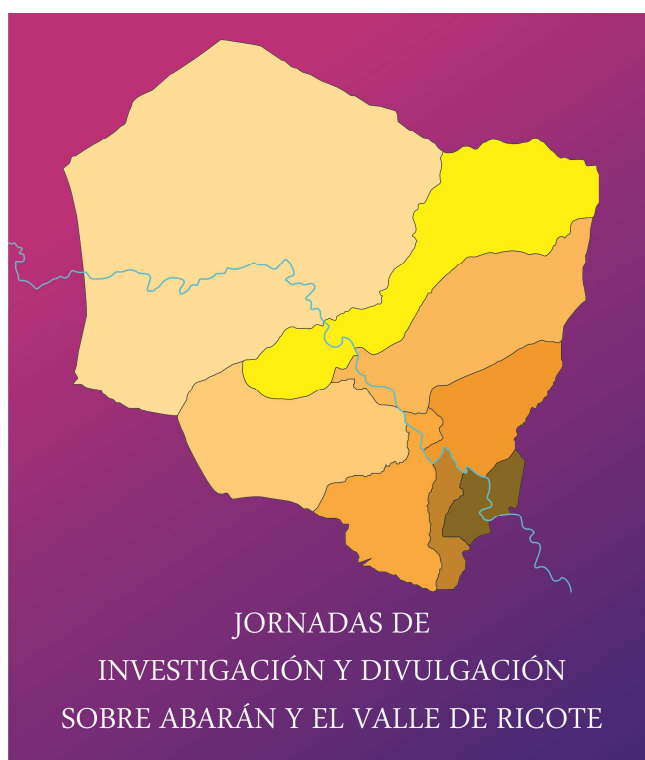 JORNADAS DE
INVESTIGACIÓN Y DIVULGACIÓN
SOBRE ABARÁN Y EL VALLE DE RICOTE